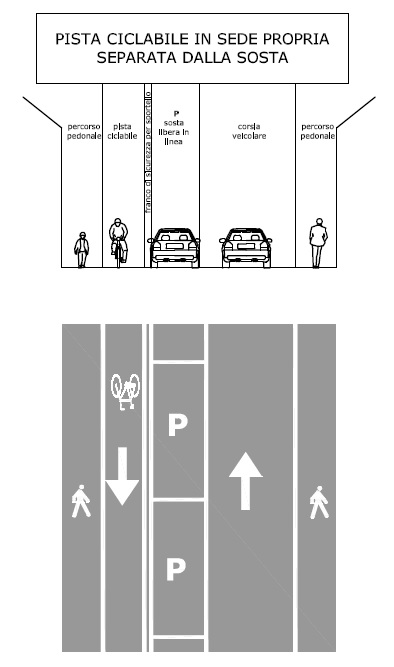 PISTA CICLABILE IN SEDE PROPRIA
SEPARATA DALLA SOSTA
percorso
pedonale
pista
ciclabile
franco di sicurezza per sportello
P
sosta
libera in
linea
corsia
veicolare
percorso
pedonale
P
P